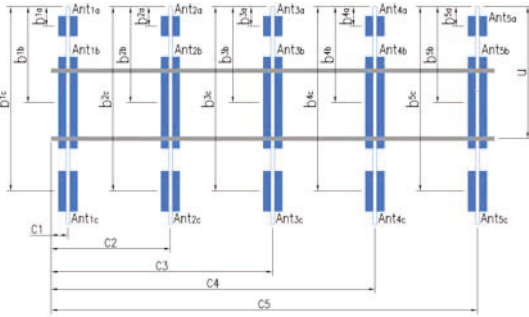 Ant1a Ant2a Ant3a Ant4a Ant5a
b1a b2a b3a b4a b5a
Ant1b Ant2b Ant3b Ant4b Ant5b
b1b b2b b3b b4b b5b
b1c b2c b3c b4c b5c
u
Ant1c Ant2c Ant3c Ant4c Ant5c
C1
C2
C3
C4
C5